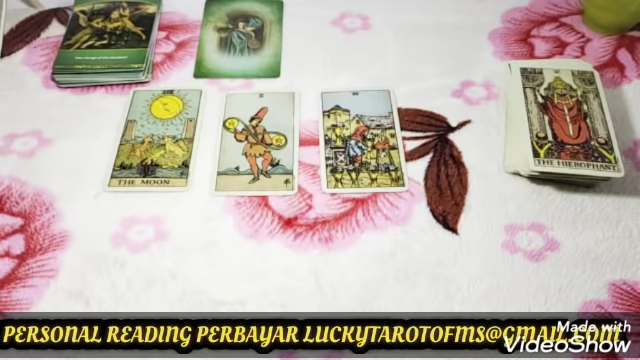 THE MOON
THE HIEROPHANT
PERSONAL READING PERBAYAR LUCKYTAROTOFMS@GMAIL.COM
Made with
VideoShow